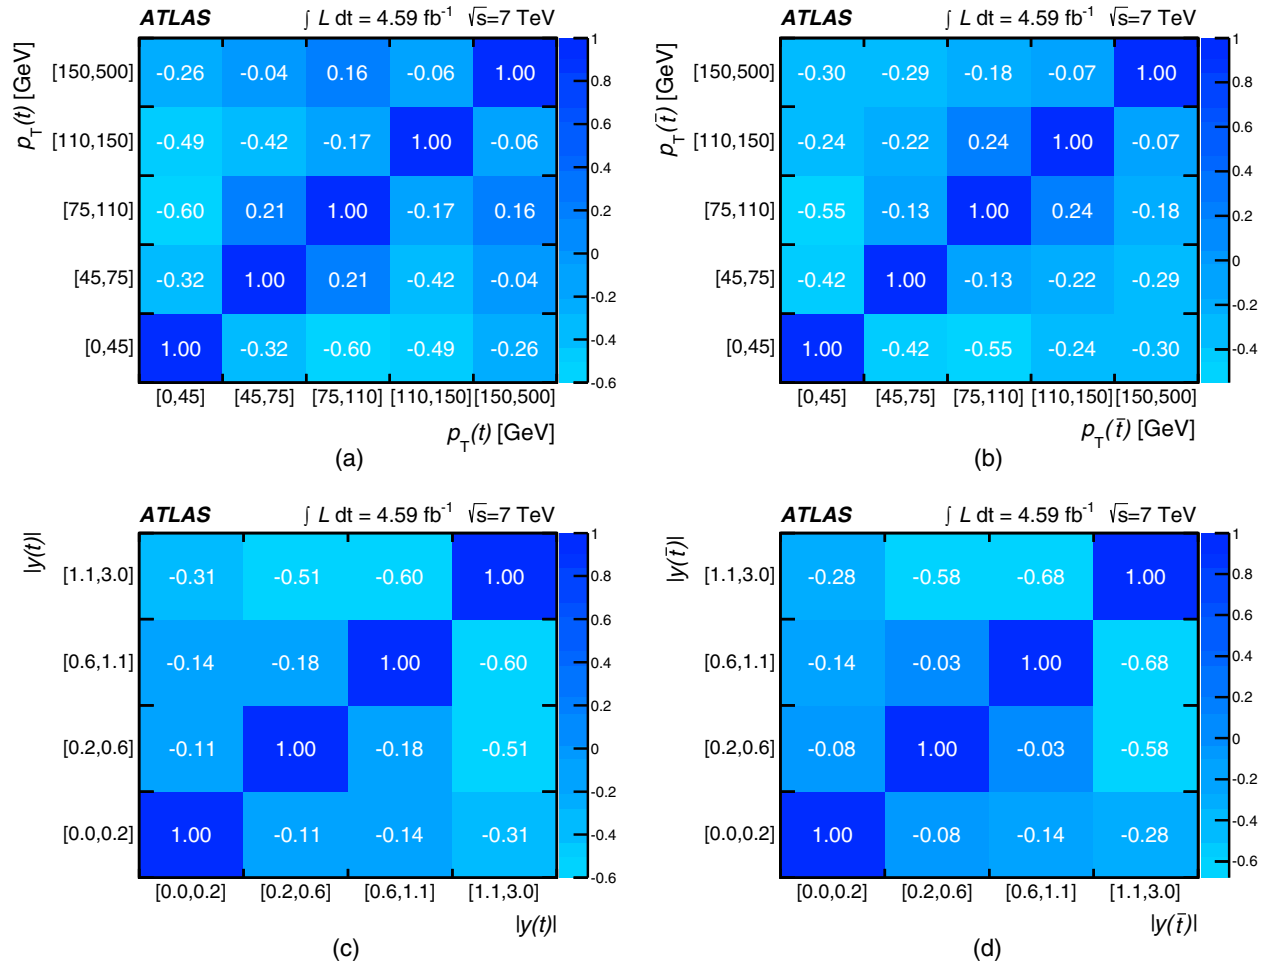 ATLAS ∫ L dt = 4.59 fb⁻¹ √s=7 TeV
p_T(t) [GeV]
[150,500] -0.26 -0.04 0.16 -0.06 1.00
[110,150] -0.49 -0.42 -0.17 1.00 -0.06
[75,110] -0.60 0.21 1.00 -0.17 0.16
[45,75] -0.32 1.00 0.21 -0.42 -0.04
[0,45] 1.00 -0.32 -0.60 -0.49 -0.26
[0,45] [45,75] [75,110] [110,150] [150,500]
p_T(t) [GeV]
1
0.8
0.6
0.4
0.2
0
-0.2
-0.4
-0.6
(a)
ATLAS ∫ L dt = 4.59 fb⁻¹ √s=7 TeV
p_T(t̄) [GeV]
[150,500] -0.30 -0.29 -0.18 -0.07 1.00
[110,150] -0.24 -0.22 0.24 1.00 -0.07
[75,110] -0.55 -0.13 1.00 0.24 -0.18
[45,75] -0.42 1.00 -0.13 -0.22 -0.29
[0,45] 1.00 -0.42 -0.55 -0.24 -0.30
[0,45] [45,75] [75,110] [110,150] [150,500]
p_T(t̄) [GeV]
1
0.8
0.6
0.4
0.2
0
-0.2
-0.4
(b)
ATLAS ∫ L dt = 4.59 fb⁻¹ √s=7 TeV
|y(t)|
[1.1,3.0] -0.31 -0.51 -0.60 1.00
[0.6,1.1] -0.14 -0.18 1.00 -0.60
[0.2,0.6] -0.11 1.00 -0.18 -0.51
[0.0,0.2] 1.00 -0.11 -0.14 -0.31
[0.0,0.2] [0.2,0.6] [0.6,1.1] [1.1,3.0]
|y(t)|
1
0.8
0.6
0.4
0.2
0
-0.2
-0.4
-0.6
(c)
ATLAS ∫ L dt = 4.59 fb⁻¹ √s=7 TeV
|y(t̄)|
[1.1,3.0] -0.28 -0.58 -0.68 1.00
[0.6,1.1] -0.14 -0.03 1.00 -0.68
[0.2,0.6] -0.08 1.00 -0.03 -0.58
[0.0,0.2] 1.00 -0.08 -0.14 -0.28
[0.0,0.2] [0.2,0.6] [0.6,1.1] [1.1,3.0]
|y(t̄)|
1
0.8
0.6
0.4
0.2
0
-0.2
-0.4
-0.6
(d)